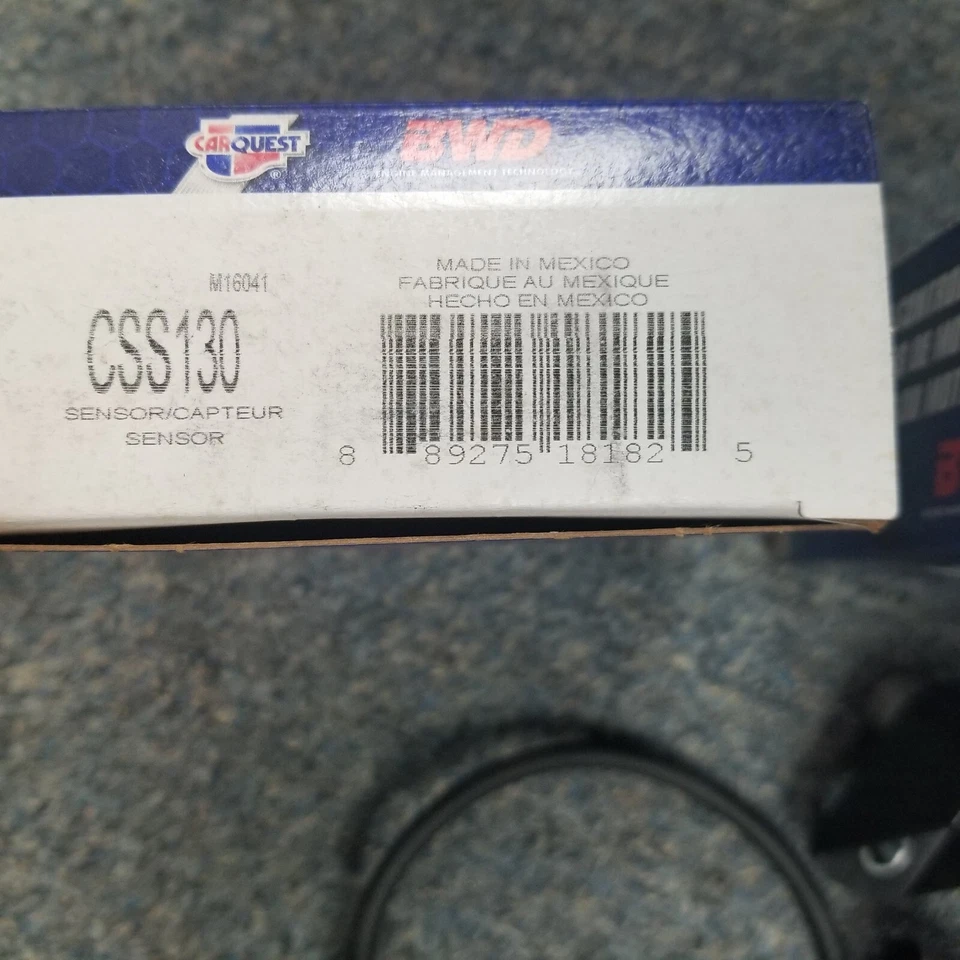 CARQUEST
®
BWD
ENGINE MANAGEMENT TECHNOLOGY
M16041
CSS130
SENSOR/CAPTEUR
SENSOR
MADE IN MEXICO
FABRIQUE AU MEXIQUE
HECHO EN MEXICO
8 89275 18182 5